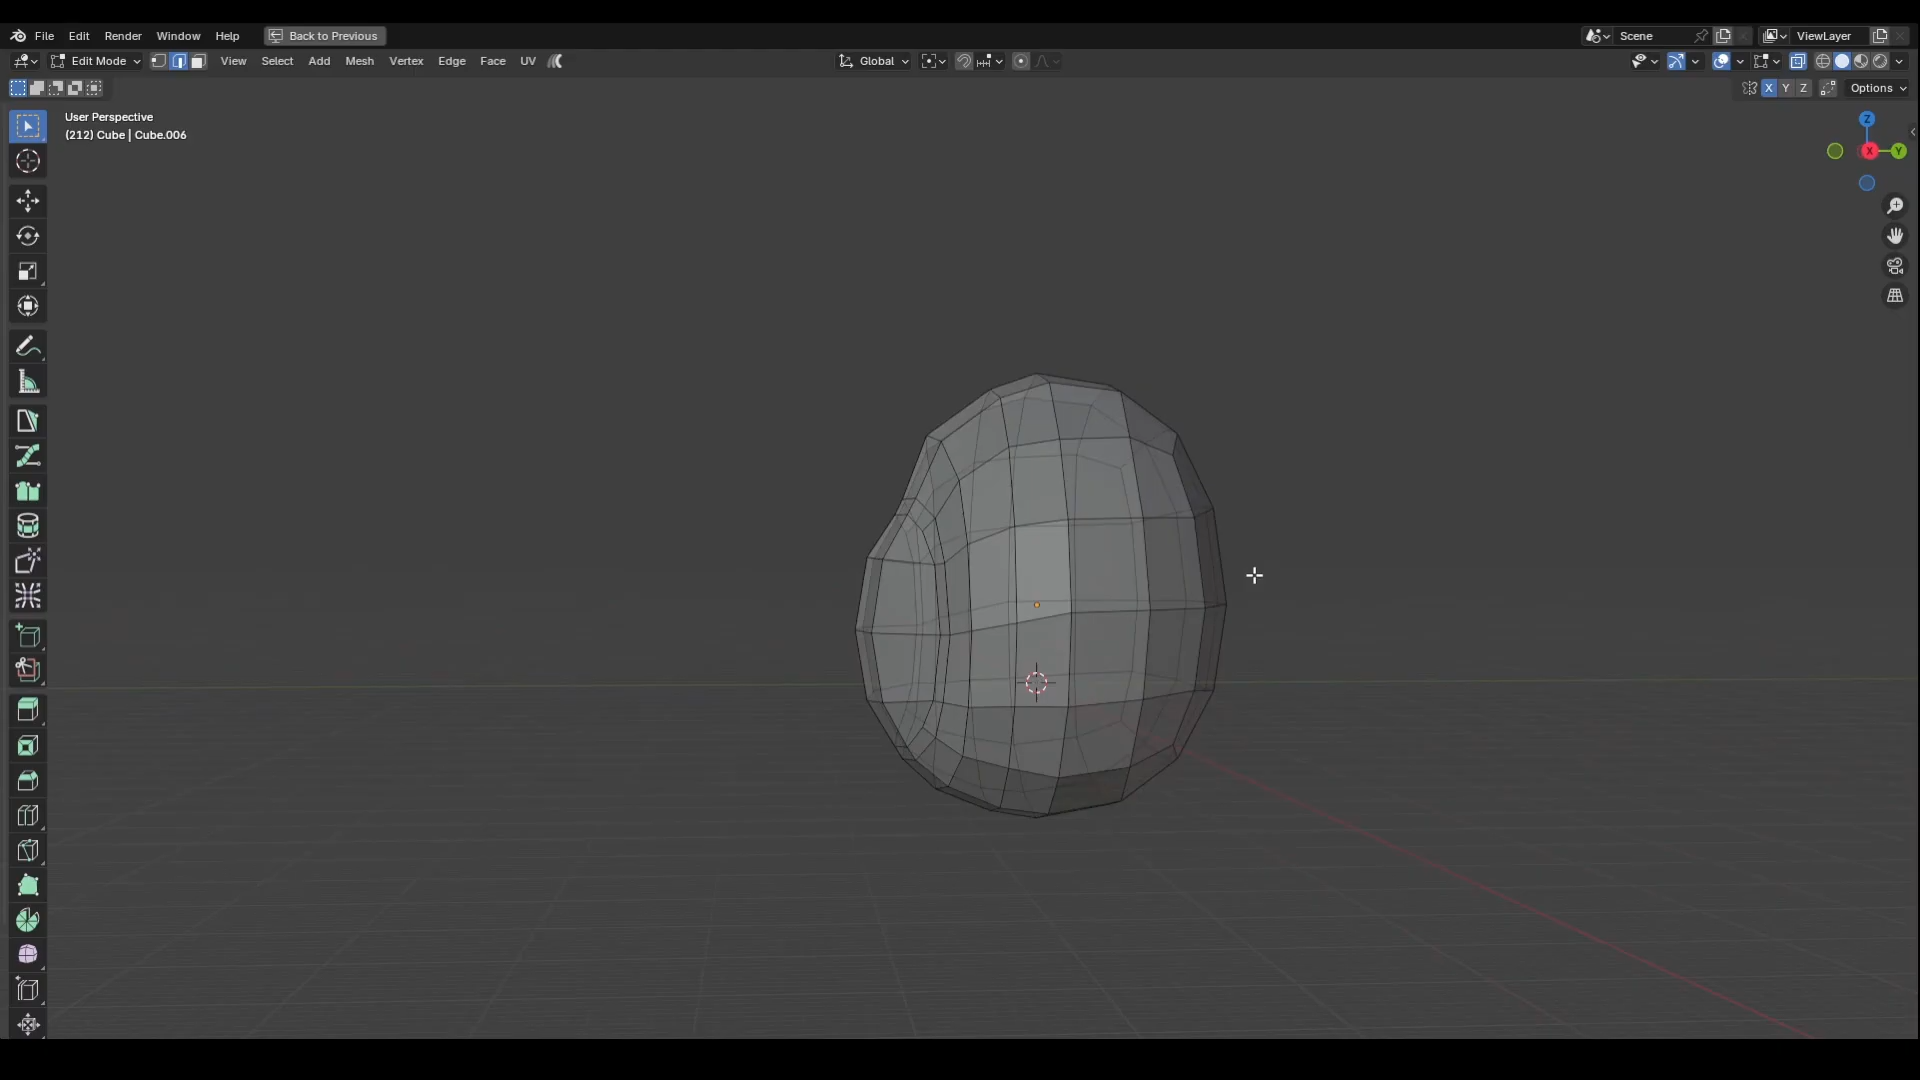 File Edit Render Window Help Back to Previous Scene ViewLayer
Edit Mode View Select Add Mesh Vertex Edge Face UV Global
X Y Z Options
User Perspective
(212) Cube | Cube.006
Z
X Y